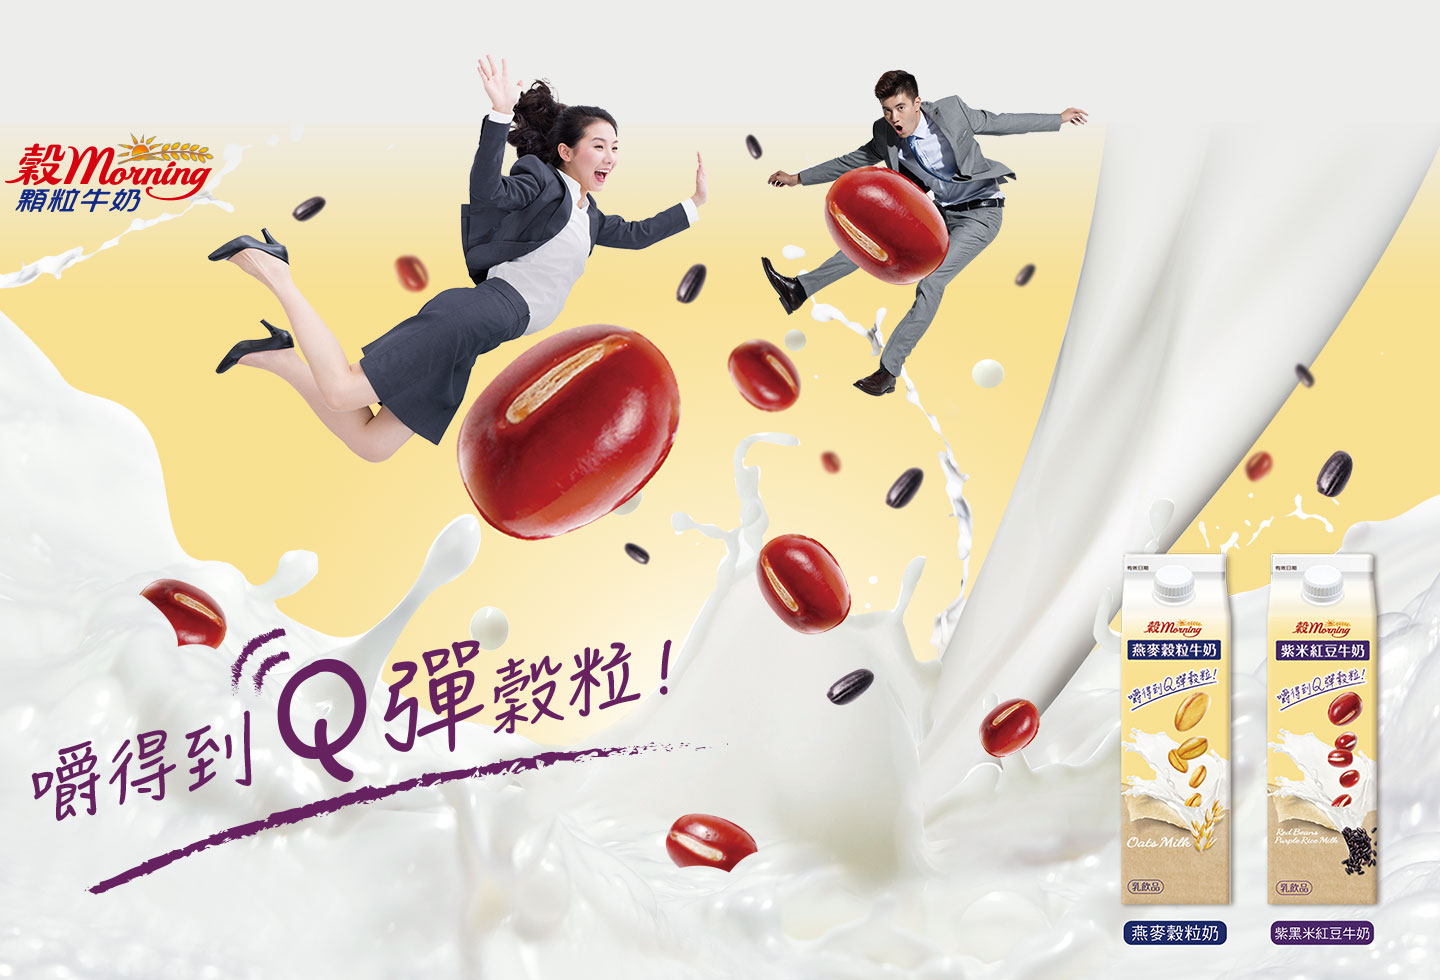 穀Morning
顆粒牛奶
嚼得到Q彈穀粒!
有效日期
穀Morning
燕麥穀粒牛奶
嚼得到Q彈穀粒!
Oats Milk
乳飲品
燕麥穀粒奶
有效日期
穀Morning
紫米紅豆牛奶
嚼得到Q彈穀粒!
Red Beans
Purple Rice Milk
乳飲品
紫黑米紅豆牛奶